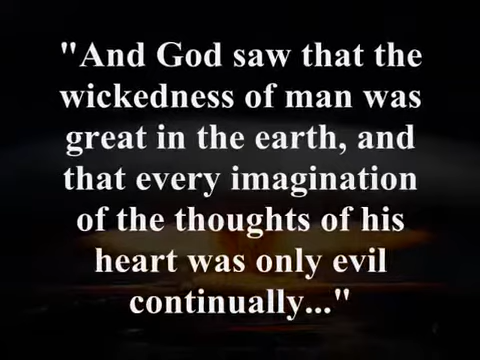 "And God saw that the
wickedness of man was
great in the earth, and
that every imagination
of the thoughts of his
heart was only evil
continually..."